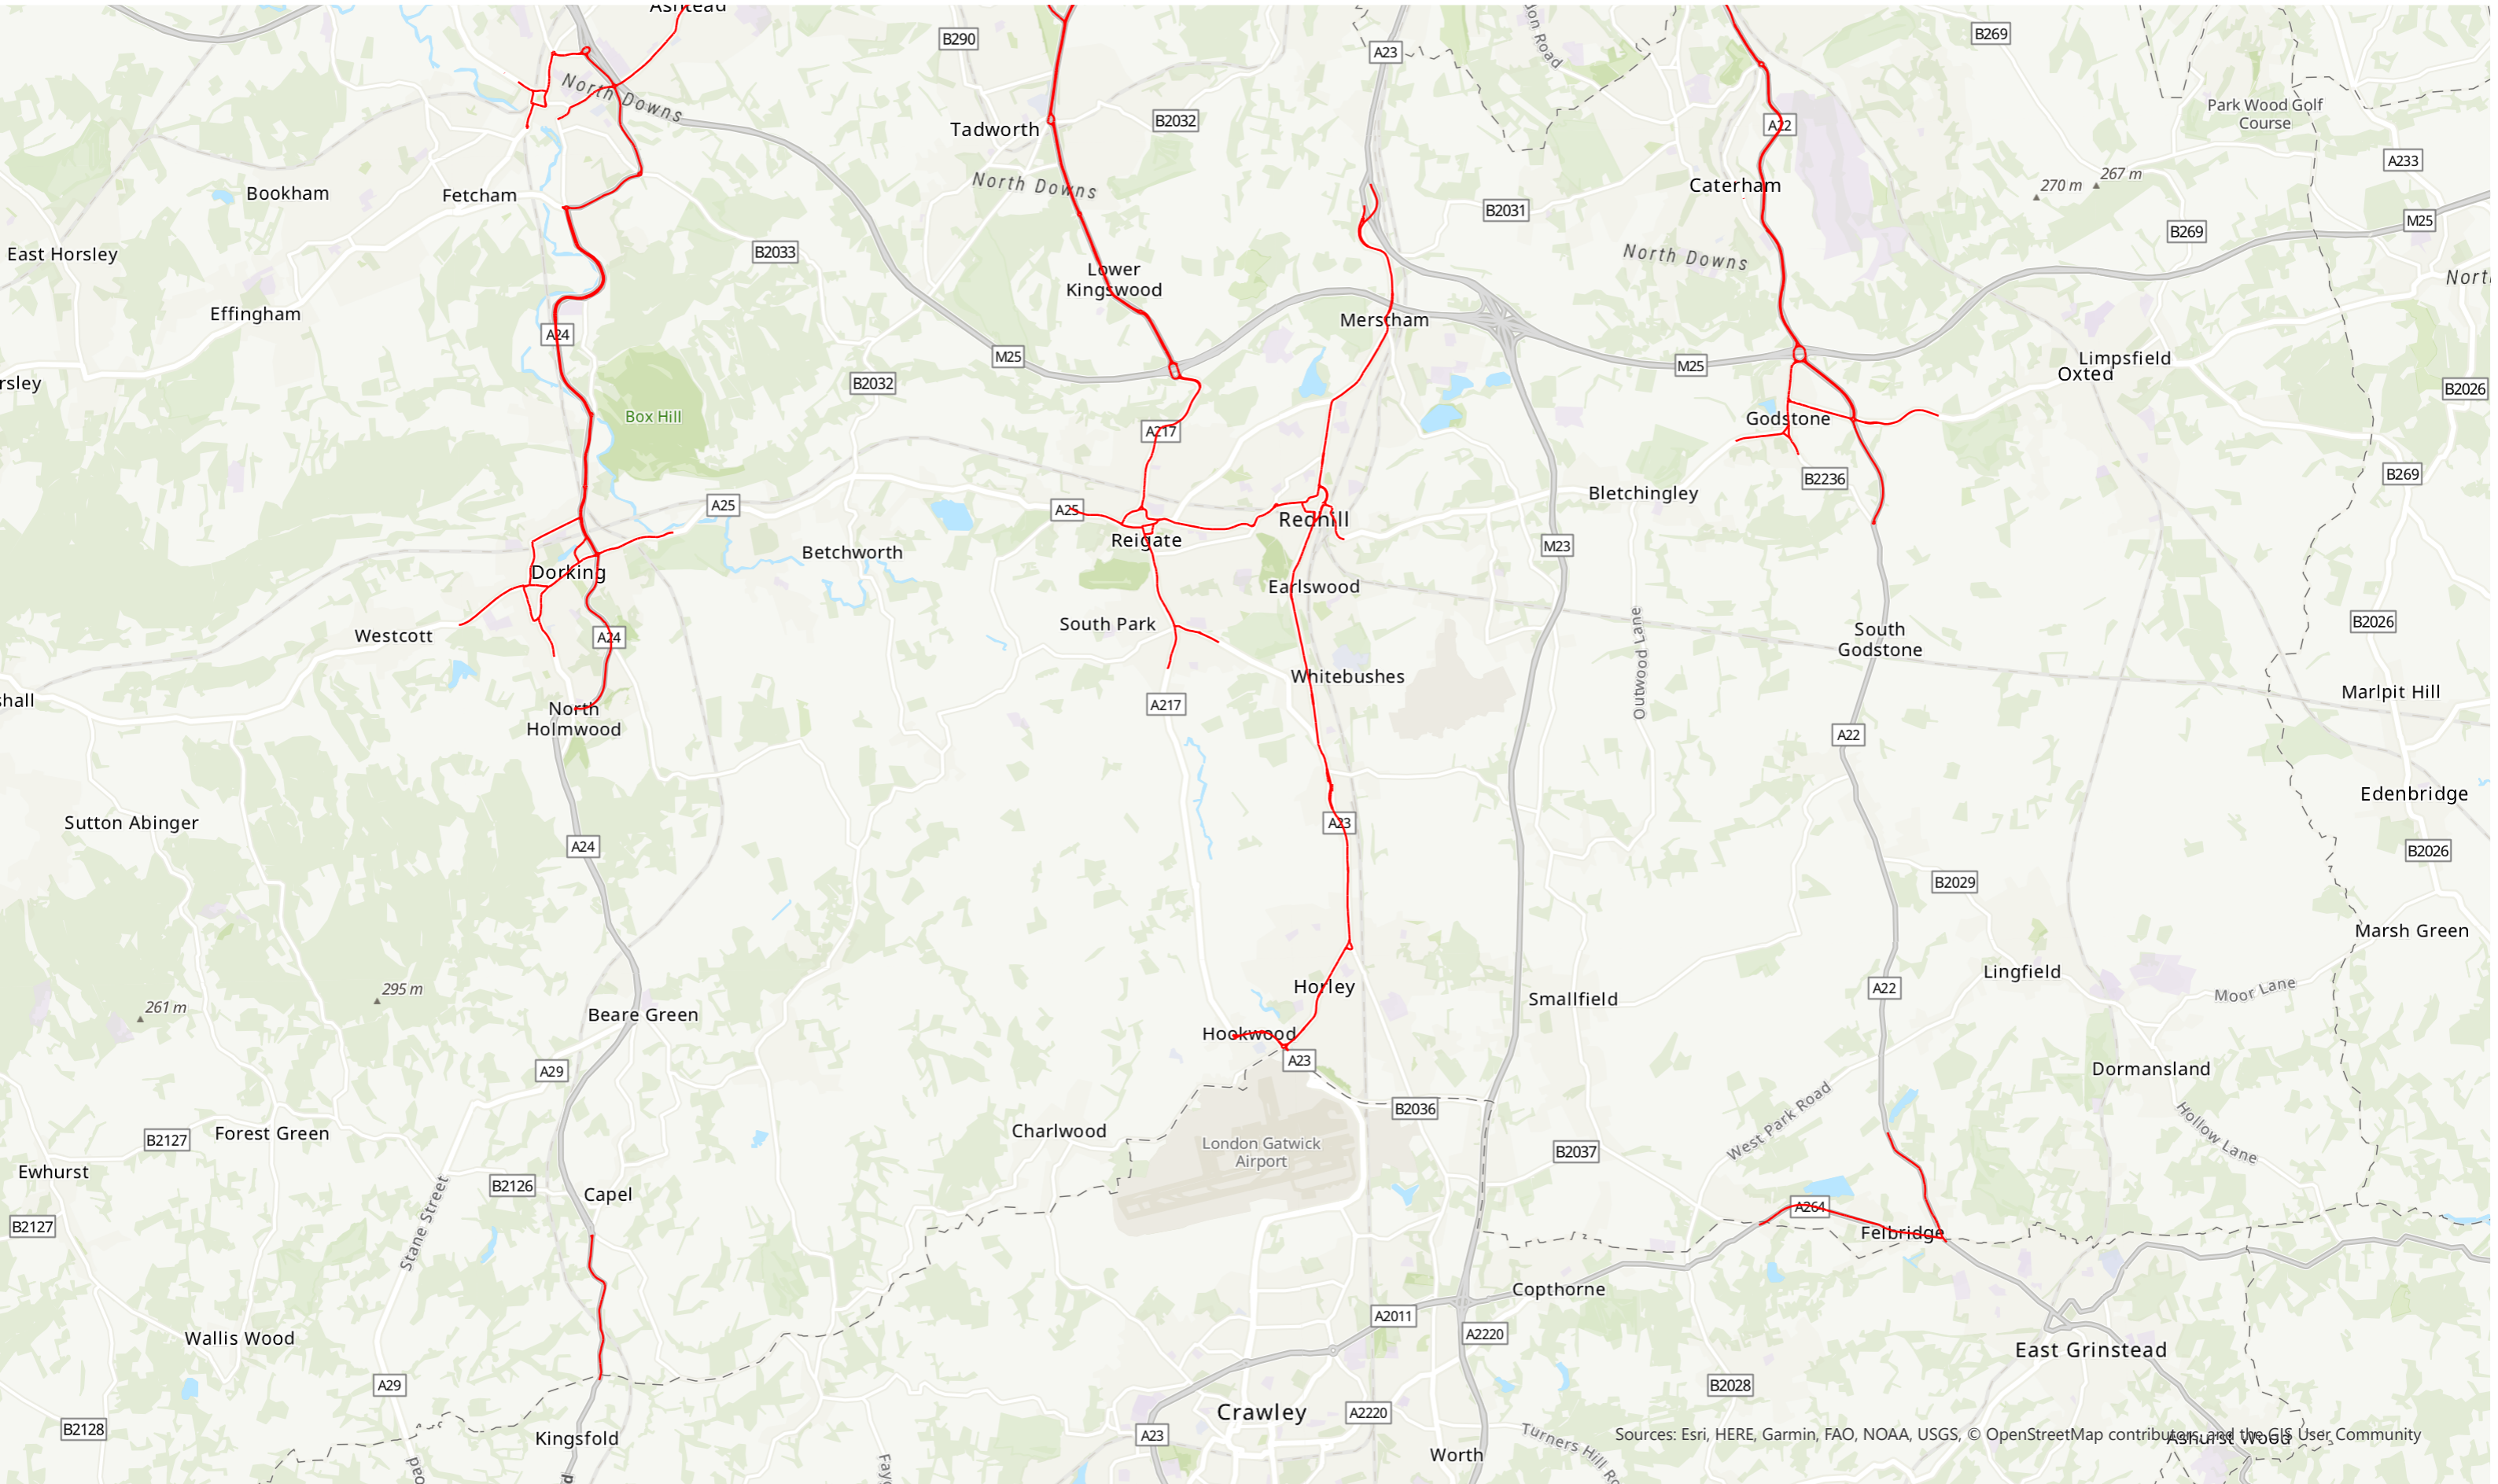 Ashtead
B290
A23
B269
North Downs
Park Wood Golf
Course
Tadworth
B2032
A22
A233
Bookham
Fetcham
North Downs
Caterham
267 m
270 m
B2031
M25
B269
East Horsley
B2033
North Downs
Lower
Kingswood
Effingham
A24
Merstham
M25
M25
Limpsfield
Oxted
B2032
B2026
Box Hill
A217
Godstone
B269
B2236
A25
A25
Bletchingley
Redhill
Reigate
Betchworth
M23
Dorking
Earlswood
Westcott
A24
South Park
Outwood Lane
South
Godstone
B2026
Whitebushes
Marlpit Hill
A217
North
Holmwood
A22
Edenbridge
Sutton Abinger
A23
A24
B2026
B2029
Marsh Green
Lingfield
295 m
261 m
Horley
A22
Moor Lane
Smallfield
Beare Green
Hookwood
A23
A29
Dormansland
B2036
West Park Road
Hollow Lane
Charlwood
London Gatwick
Airport
B2127
Forest Green
B2037
Ewhurst
B2126
Capel
Stane Street
A264
B2127
Felbridge
Copthorne
A2011
A2220
Wallis Wood
East Grinstead
A29
B2028
Crawley
A2220
B2128
A23
Kingsfold
Worth
Turners Hill Ro
Sources: Esri, HERE, Garmin, FAO, NOAA, USGS, © OpenStreetMap contributors, and the GIS User Community
Ashurst Wood